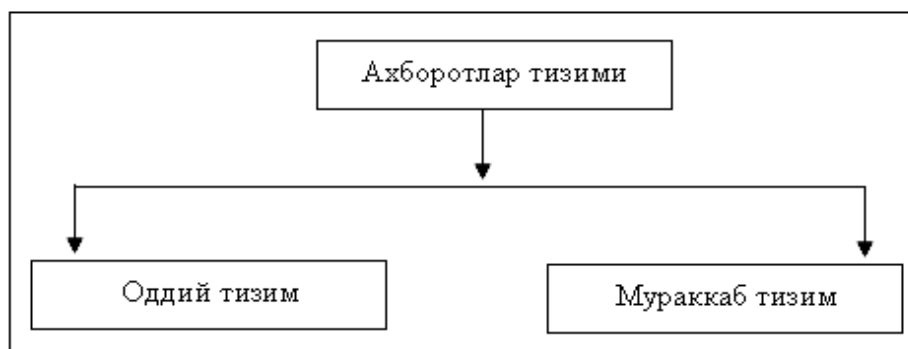 Ахборотлар тизими
Оддий тизим
Мураккаб тизим